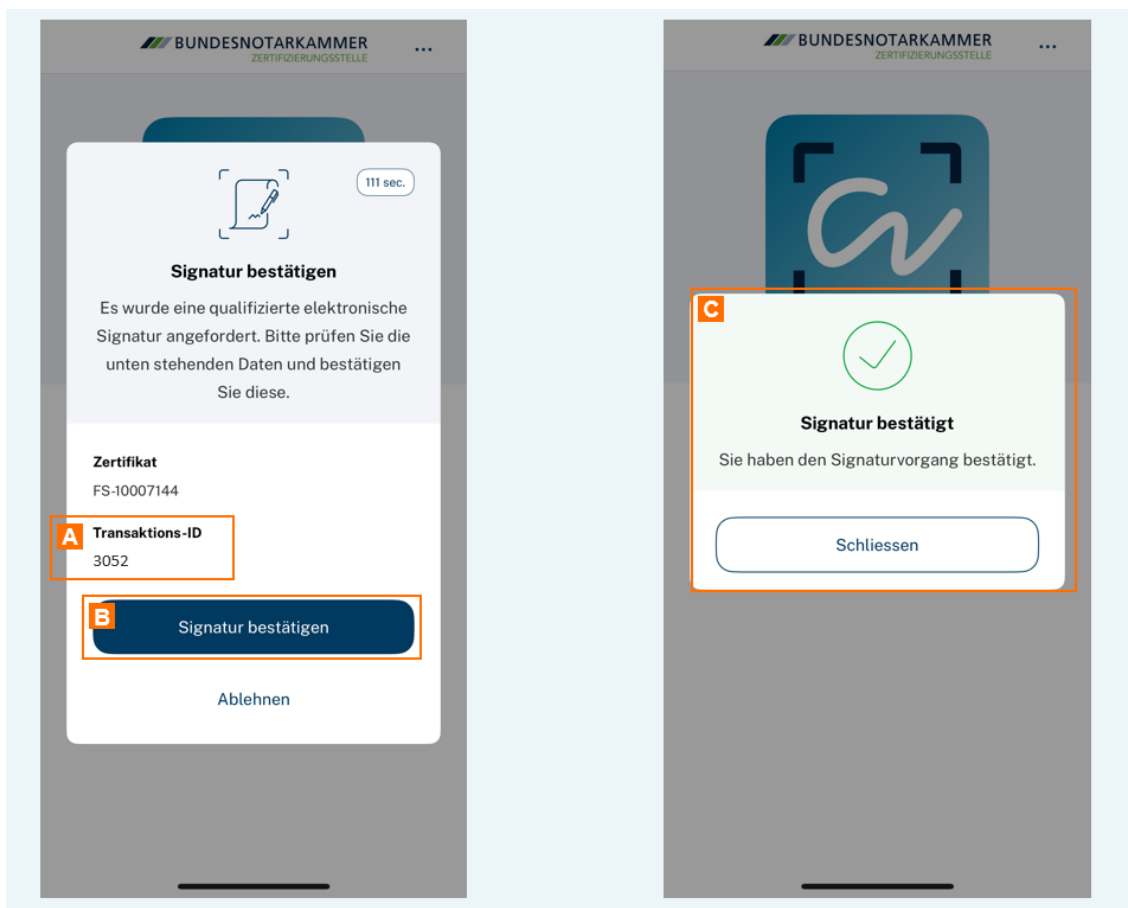 BUNDESNOTARKAMMER
ZERTIFIZIERUNGSSTELLE
...
111 sec.
Signatur bestätigen
Es wurde eine qualifizierte elektronische
Signatur angefordert. Bitte prüfen Sie die
unten stehenden Daten und bestätigen
Sie diese.
Zertifikat
FS-10007144
A
Transaktions-ID
3052
B
Signatur bestätigen
Ablehnen
BUNDESNOTARKAMMER
ZERTIFIZIERUNGSSTELLE
...
C
Signatur bestätigt
Sie haben den Signaturvorgang bestätigt.
Schliessen